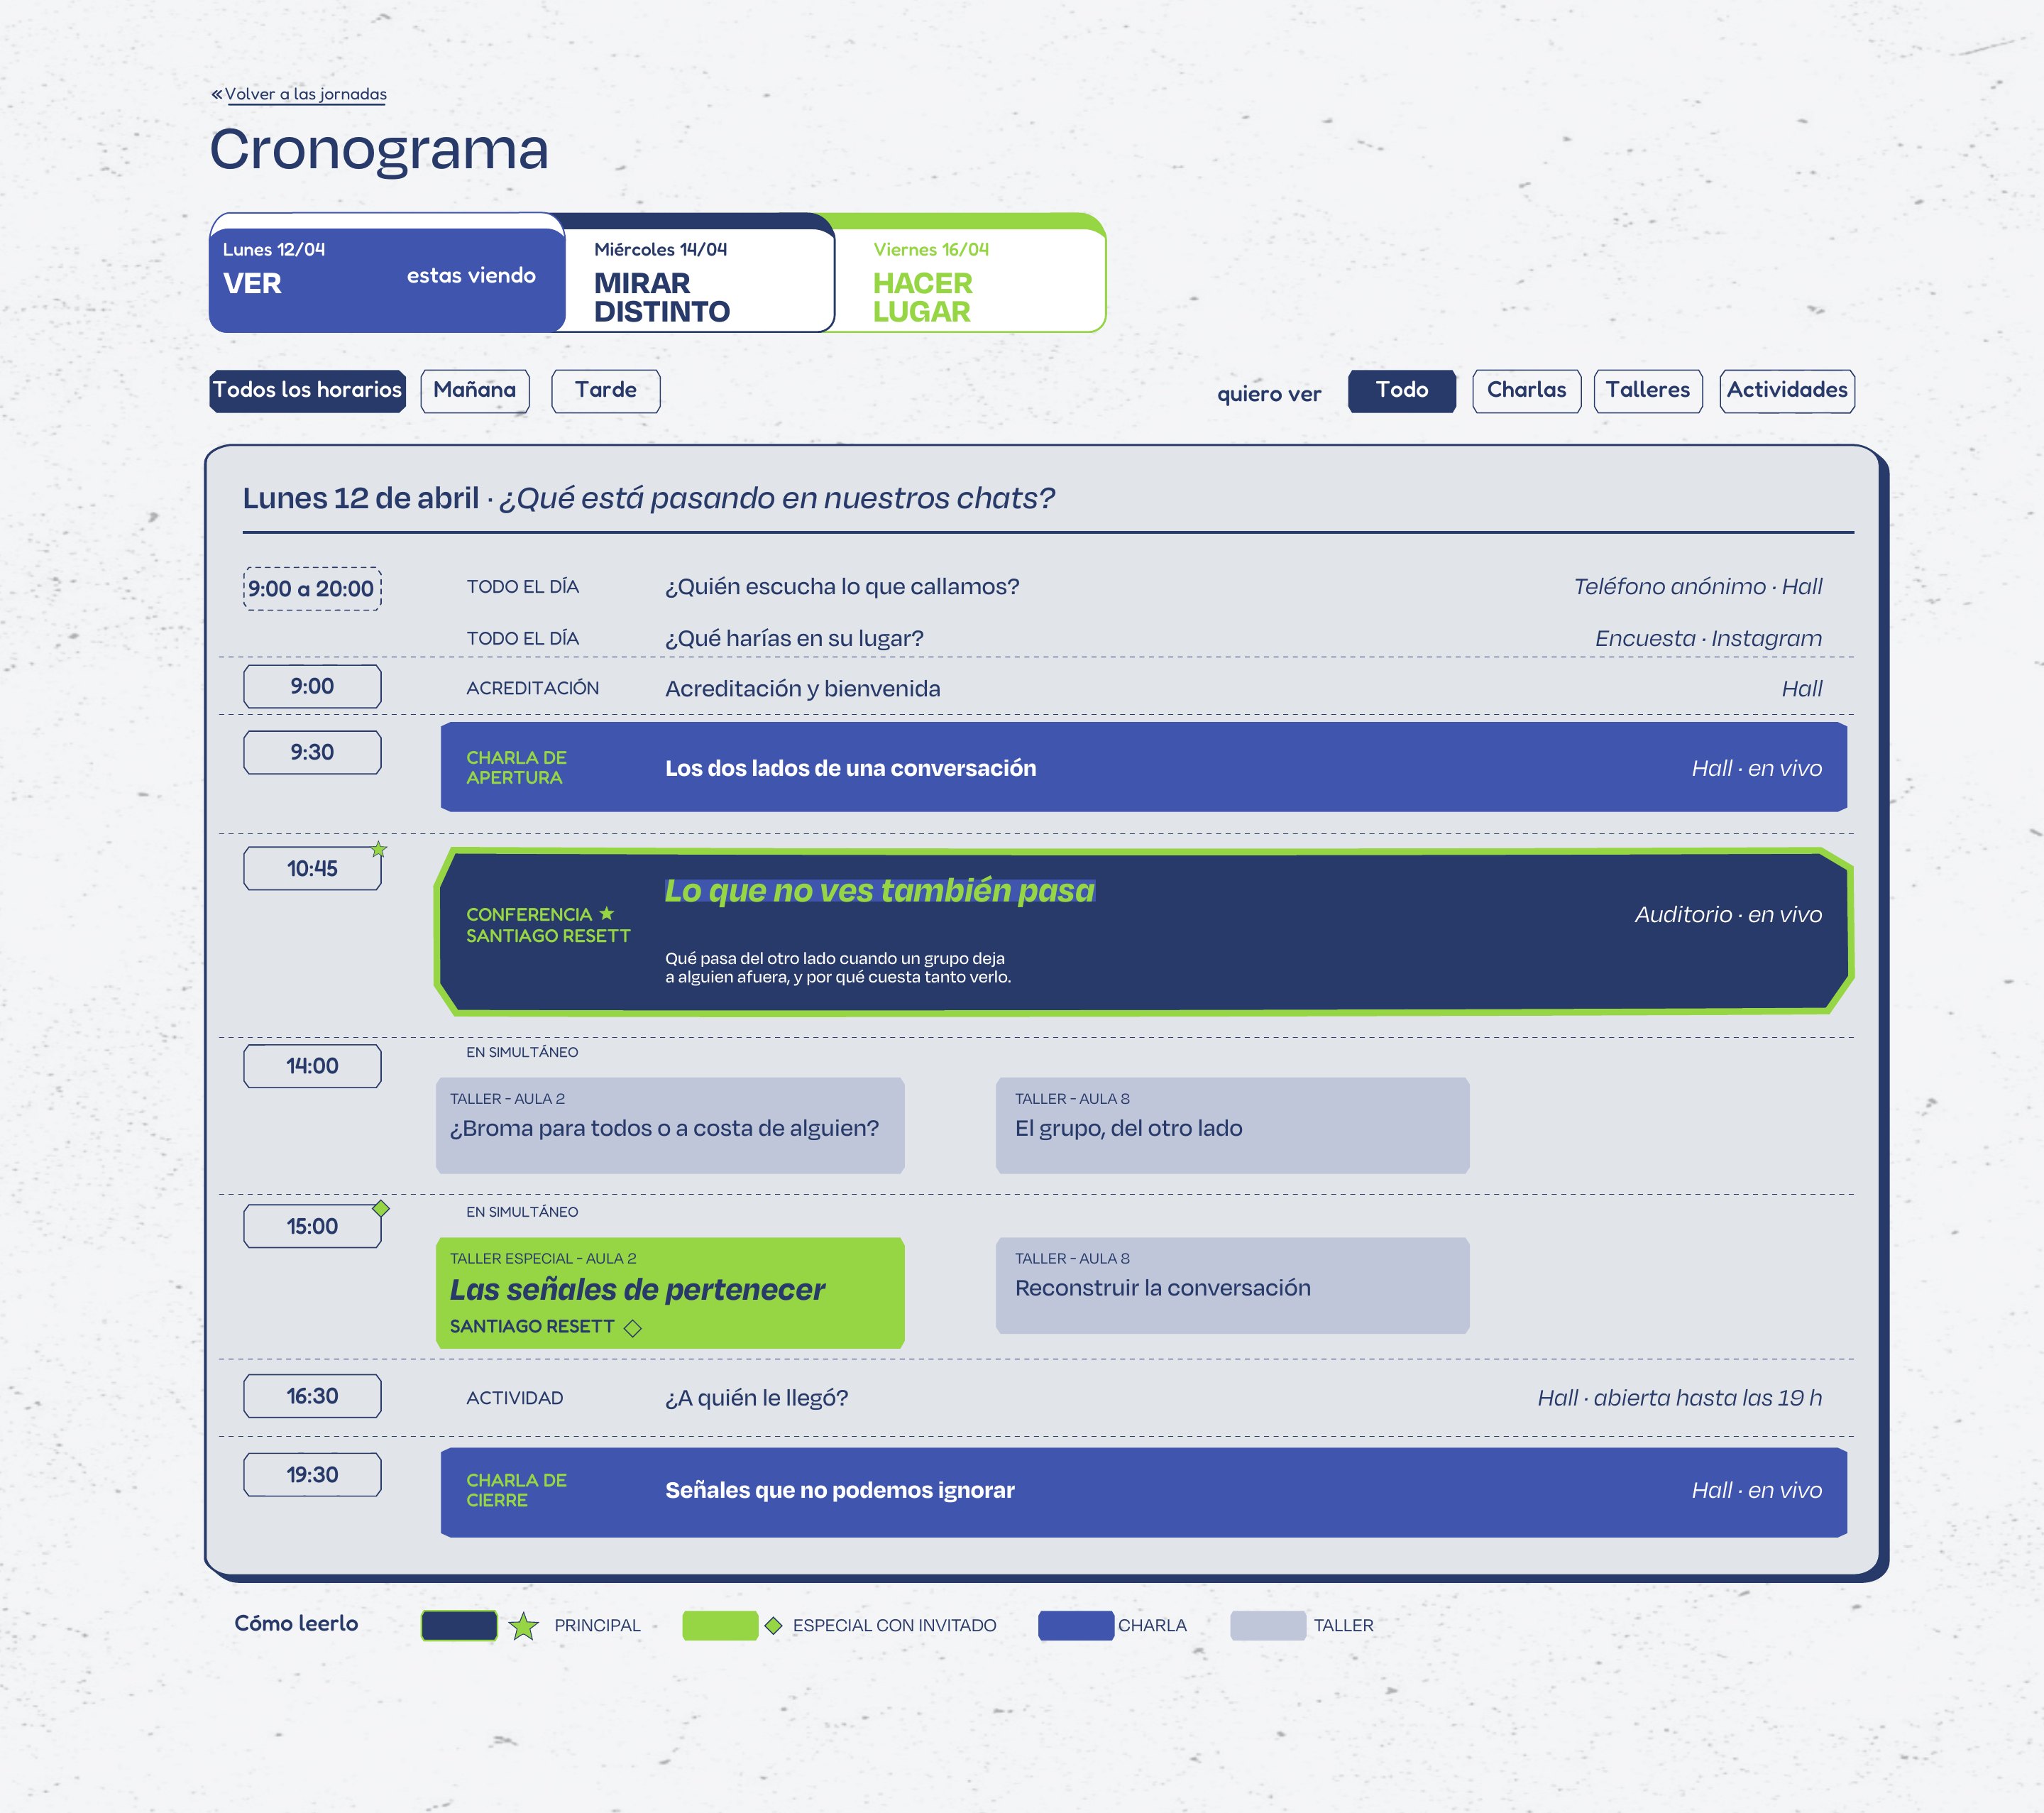 «Volver a las jornadas
Cronograma
Lunes 12/04
VER
estas viendo
Miércoles 14/04
MIRAR
DISTINTO
Viernes 16/04
HACER
LUGAR
Todos los horarios
Mañana
Tarde
quiero ver
Todo
Charlas
Talleres
Actividades
Lunes 12 de abril · ¿Qué está pasando en nuestros chats?
9:00 a 20:00
TODO EL DÍA
¿Quién escucha lo que callamos?
Teléfono anónimo · Hall
TODO EL DÍA
¿Qué harías en su lugar?
Encuesta · Instagram
9:00
ACREDITACIÓN
Acreditación y bienvenida
Hall
9:30
CHARLA DE
APERTURA
Los dos lados de una conversación
Hall · en vivo
10:45
CONFERENCIA ★
SANTIAGO RESETT
Lo que no ves también pasa
Qué pasa del otro lado cuando un grupo deja
a alguien afuera, y por qué cuesta tanto verlo.
Auditorio · en vivo
14:00
EN SIMULTÁNEO
TALLER - AULA 2
¿Broma para todos o a costa de alguien?
TALLER - AULA 8
El grupo, del otro lado
15:00
EN SIMULTÁNEO
TALLER ESPECIAL - AULA 2
Las señales de pertenecer
SANTIAGO RESETT ◇
TALLER - AULA 8
Reconstruir la conversación
16:30
ACTIVIDAD
¿A quién le llegó?
Hall · abierta hasta las 19 h
19:30
CHARLA DE
CIERRE
Señales que no podemos ignorar
Hall · en vivo
Cómo leerlo
PRINCIPAL
ESPECIAL CON INVITADO
CHARLA
TALLER